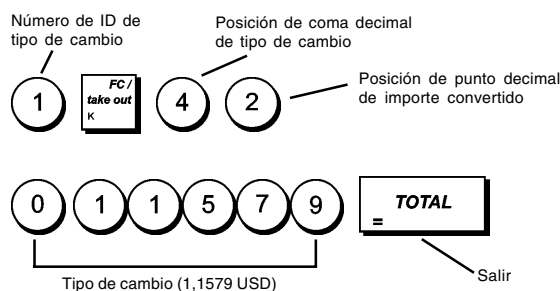 Número de ID de
tipo de cambio
Posición de coma decimal
de tipo de cambio
Posición de punto decimal
de importe convertido
1
FC /
take out
K
4
2
0
1
1
5
7
9
TOTAL
=
Tipo de cambio (1,1579 USD)
Salir